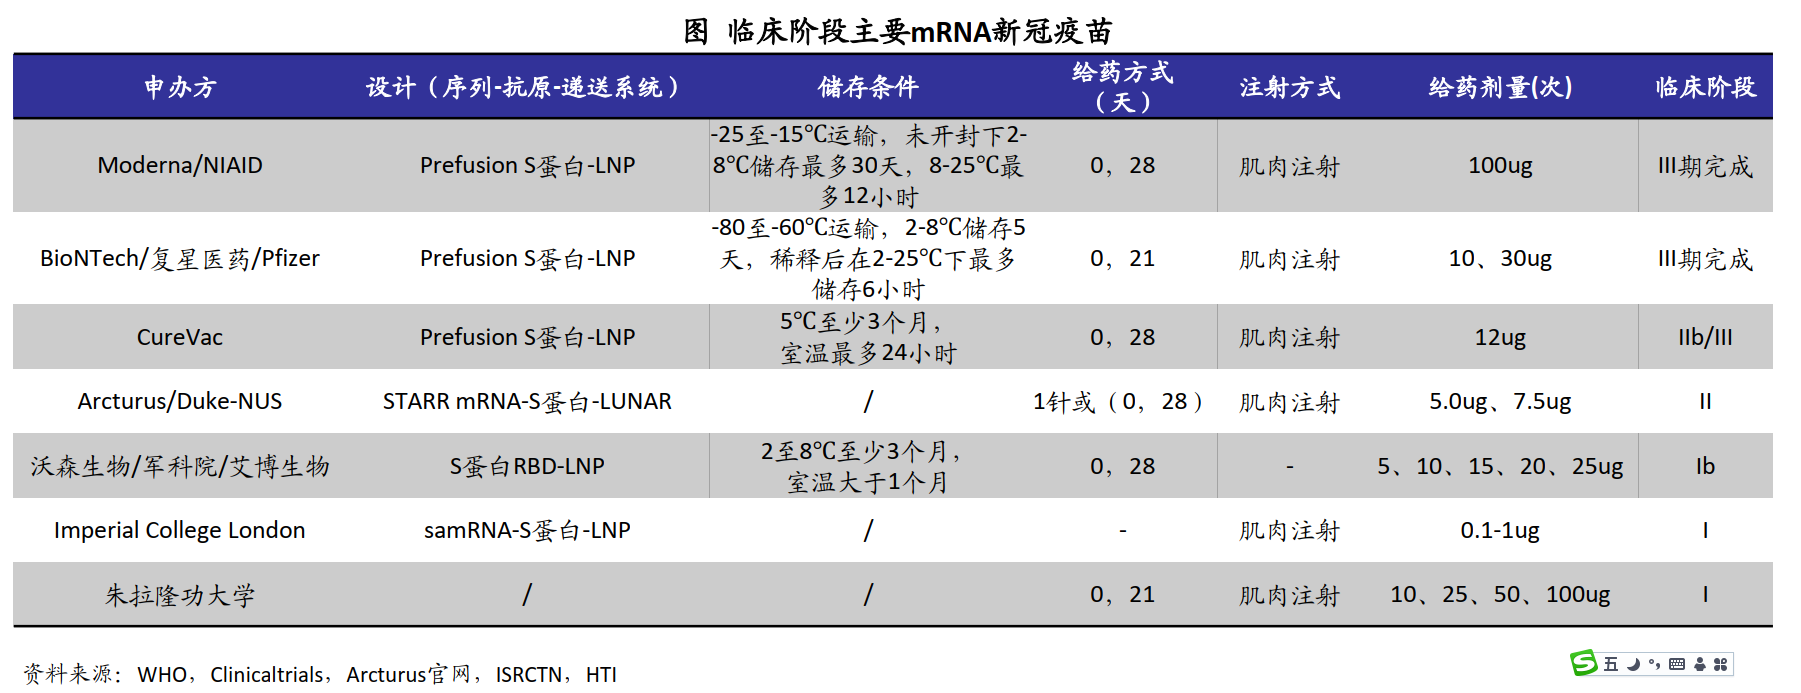 图 临床阶段主要mRNA新冠疫苗
申办方 设计（序列-抗原-递送系统） 储存条件 给药方式（天） 注射方式 给药剂量(次) 临床阶段
Moderna/NIAID Prefusion S蛋白-LNP -25至-15℃运输，未开封下2-8℃储存最多30天，8-25℃最多12小时 0，28 肌肉注射 100ug III期完成
BioNTech/复星医药/Pfizer Prefusion S蛋白-LNP -80至-60℃运输，2-8℃储存5天，稀释后在2-25℃下最多储存6小时 0，21 肌肉注射 10、30ug III期完成
CureVac Prefusion S蛋白-LNP 5℃至少3个月，室温最多24小时 0，28 肌肉注射 12ug IIb/III
Arcturus/Duke-NUS STARR mRNA-S蛋白-LUNAR / 1针或（0，28） 肌肉注射 5.0ug、7.5ug II
沃森生物/军科院/艾博生物 S蛋白RBD-LNP 2至8℃至少3个月，室温大于1个月 0，28 - 5、10、15、20、25ug Ib
Imperial College London samRNA-S蛋白-LNP / - 肌肉注射 0.1-1ug I
朱拉隆功大学 / / 0，21 肌肉注射 10、25、50、100ug I
资料来源：WHO，Clinicaltrials，Arcturus官网，ISRCTN，HTI
S 五